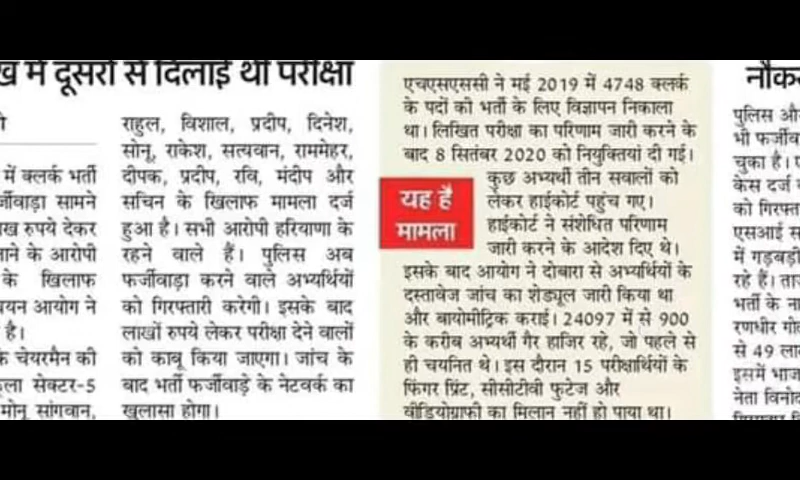 में दूसरों से दिलाई थी परीक्षा
में क्लर्क भर्ती
सामने
रुपये देकर
के आरोपी
के खिलाफ
आयोग ने
है।
चेयरमैन की
सेक्टर-5
मोनू सांगवान,
राहुल, विशाल, प्रदीप, दिनेश,
सोनू, राकेश, सत्यवान, राममेहर,
दीपक, प्रदीप, रवि, मंदीप और
सचिन के खिलाफ मामला दर्ज
हुआ है। सभी आरोपी हरियाणा के
रहने वाले हैं। पुलिस अब
फर्जीवाड़ा करने वाले अभ्यर्थियों
को गिरफ्तारी करेगी। इसके बाद
लाखों रुपये लेकर परीक्षा देने वालों
को काबू किया जाएगा। जांच के
बाद भर्ती फर्जीवाड़े के नेटवर्क का
खुलासा होगा।
यह है
मामला
एचएसएससी ने मई 2019 में 4748 क्लर्क
के पदों को भर्ती के लिए विज्ञापन निकाला
था। लिखित परीक्षा का परिणाम जारी करने के
बाद 8 सितंबर 2020 को नियुक्तियां दी गई।
कुछ अभ्यर्थी तीन सवालों को
लेकर हाईकोर्ट पहुंच गए।
हाईकोर्ट ने संशोधित परिणाम
जारी करने के आदेश दिए थे।
इसके बाद आयोग ने दोबारा से अभ्यर्थियों के
दस्तावेज जांच का शेड्यूल जारी किया था
और बायोमीट्रिक कराई। 24097 में से 900
के करीब अभ्यर्थी गैर हाजिर रहे, जो पहले से
ही चयनित थे। इस दौरान 15 परीक्षार्थियों के
फिंगर प्रिंट, सीसीटीवी फुटेज और
वीडियोग्राफी का मिलान नहीं हो पाया था।
पुलिस
भी
चुका है।
केस दर्ज
को
एसआई
में गड़बड़ी
रहे हैं।
भर्ती के
रणधीर
से 49
इसमें
नेता